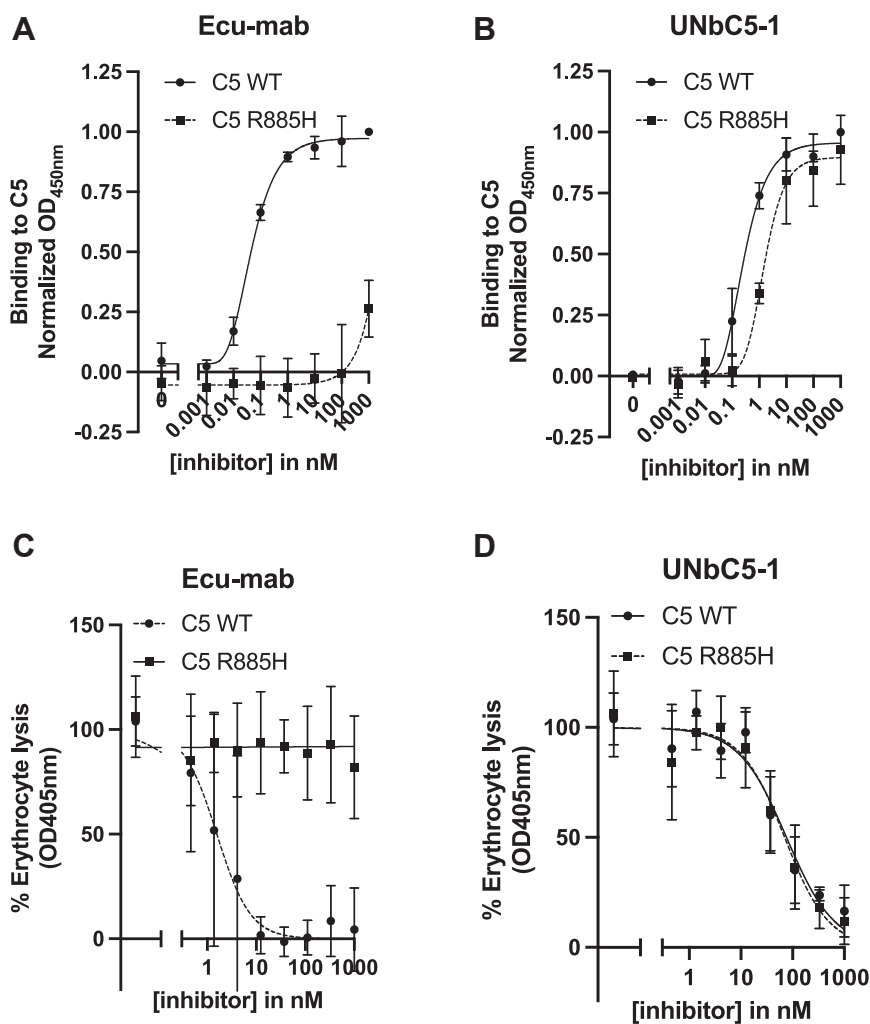 A
Ecu-mab
C5 WT
C5 R885H
Binding to C5
Normalized OD450nm
1.25
1.00
0.75
0.50
0.25
0.00
-0.25
0
0.001
0.01
0.1
1
10
100
1000
[inhibitor] in nM
B
UNbC5-1
C5 WT
C5 R885H
Binding to C5
Normalized OD450nm
1.25
1.00
0.75
0.50
0.25
0.00
-0.25
0
0.001
0.01
0.1
1
10
100
1000
[inhibitor] in nM
C
Ecu-mab
C5 WT
C5 R885H
% Erythrocyte lysis
(OD405nm)
150
100
50
0
1 10 100 1000
[inhibitor] in nM
D
UNbC5-1
C5 WT
C5 R885H
% Erythrocyte lysis
(OD405nm)
150
100
50
0
1 10 100 1000
[inhibitor] in nM